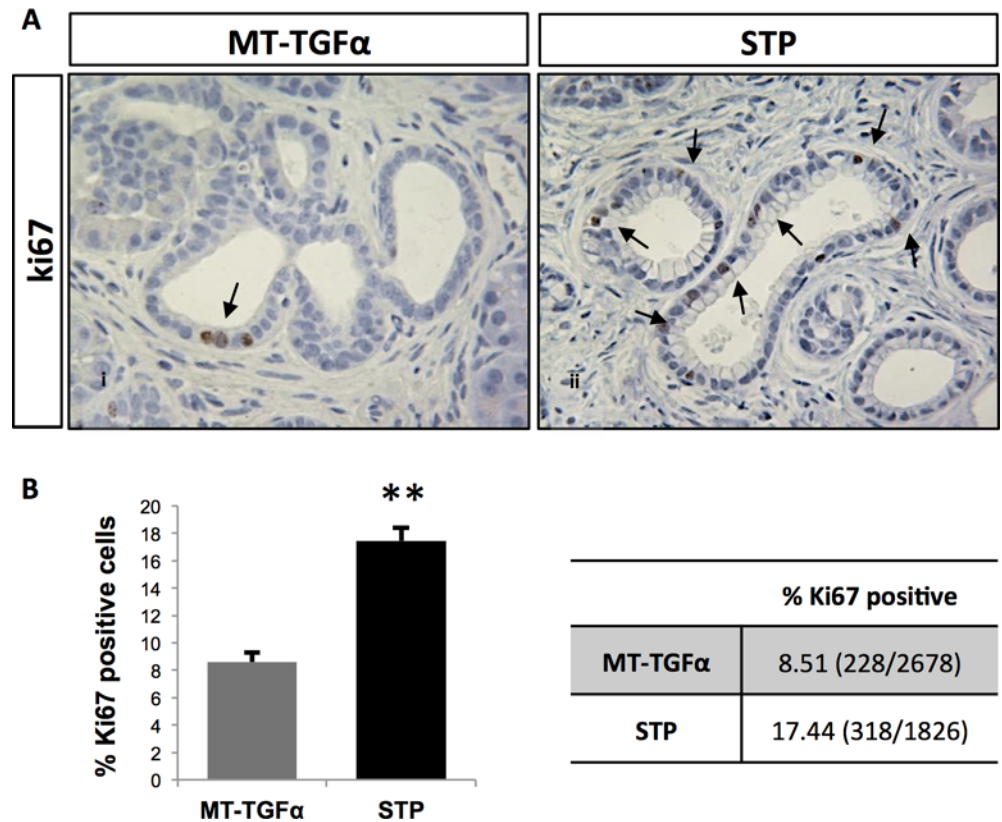 A
MT-TGFα
STP
ki67
i
ii
B
**
% Ki67 positive cells
20
18
16
14
12
10
8
6
4
2
0
MT-TGFα
STP
% Ki67 positive
MT-TGFα
8.51 (228/2678)
STP
17.44 (318/1826)